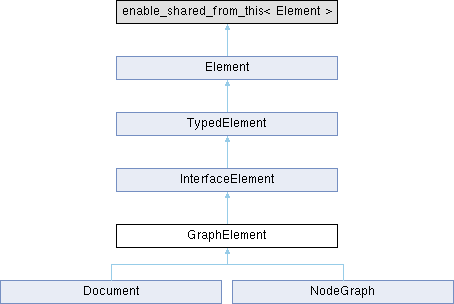 enable_shared_from_this< Element >
Element
TypedElement
InterfaceElement
GraphElement
Document
NodeGraph